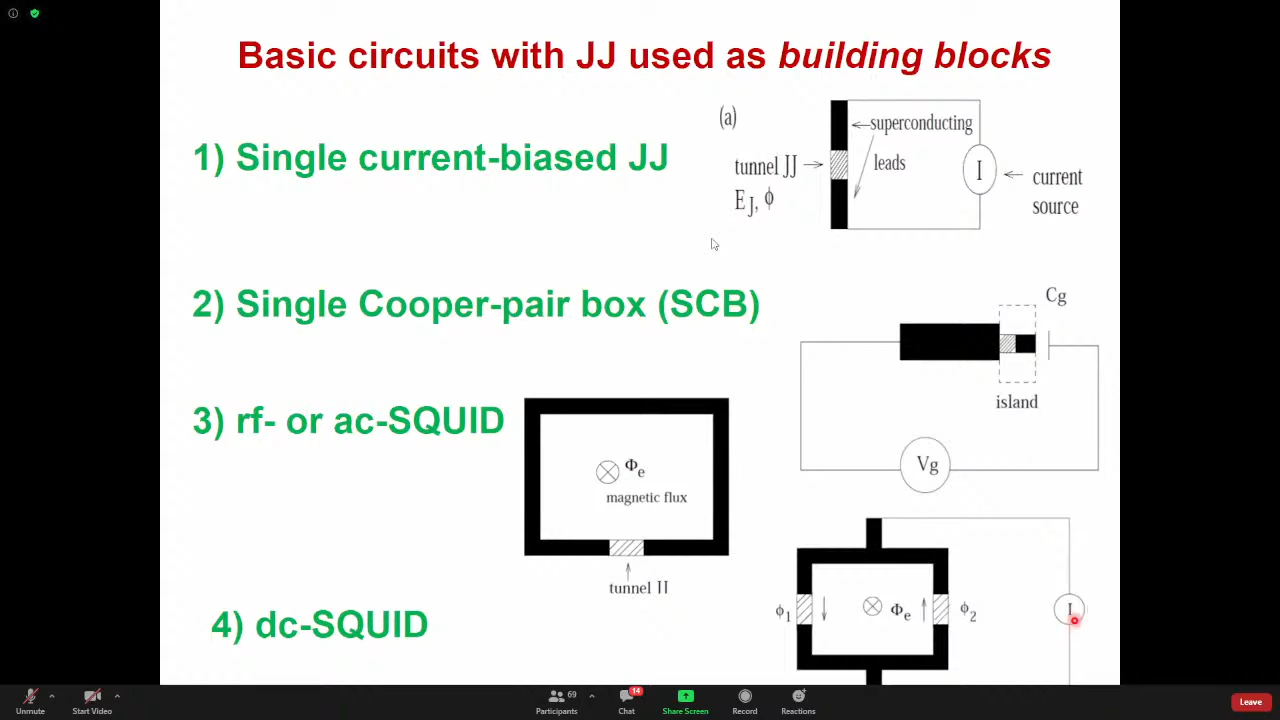 Basic circuits with JJ used as building blocks
1) Single current-biased JJ
(a)
superconducting
leads
tunnel JJ
E_J, ϕ
I
current
source
2) Single Cooper-pair box (SCB)
Cg
island
Vg
3) rf- or ac-SQUID
Φe
magnetic flux
tunnel II
4) dc-SQUID
ϕ1
Φe
ϕ2
I
Unmute
Start Video
69
Participants
14
Chat
Share Screen
Record
Reactions
Leave